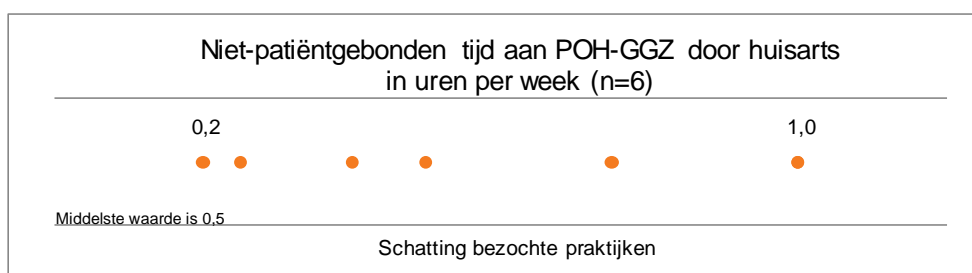 Niet-patiëntgebonden tijd aan POH-GGZ door huisarts
in uren per week (n=6)
0,2 1,0
Middelste waarde is 0,5
Schatting bezochte praktijken